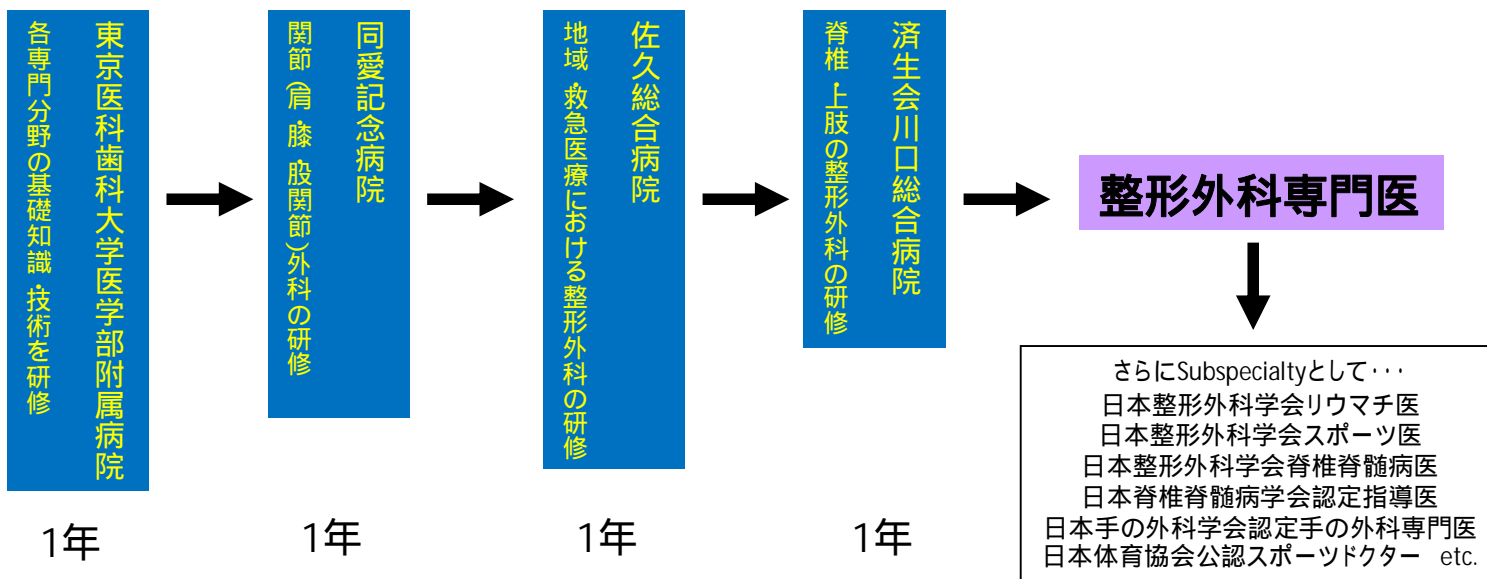 東京医科歯科大学医学部附属病院
各専門分野の基礎知識・技術を研修
1年
同愛記念病院
関節(肩・膝・股関節)外科の研修
1年
佐久総合病院
地域・救急医療における整形外科の研修
1年
済生会川口総合病院
脊椎・上肢の整形外科の研修
1年
整形外科専門医
さらにSubspecialtyとして・・・
日本整形外科学会リウマチ医
日本整形外科学会スポーツ医
日本整形外科学会脊椎脊髄病医
日本脊椎脊髄病学会認定指導医
日本手の外科学会認定手の外科専門医
日本体育協会公認スポーツドクター etc.